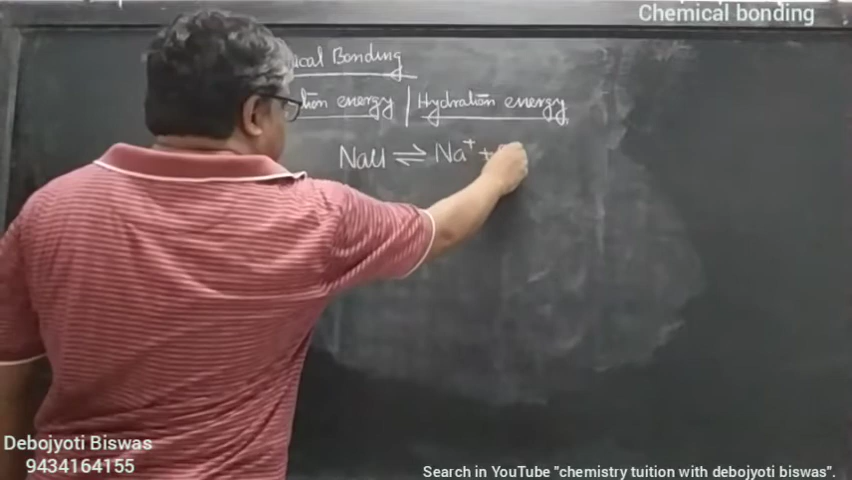 Chemical bonding
ical Bonding
tion energy | Hydration energy
NaCl ⇌ Na⁺ +
Debojyoti Biswas
9434164155
Search in YouTube "chemistry tuition with debojyoti biswas".